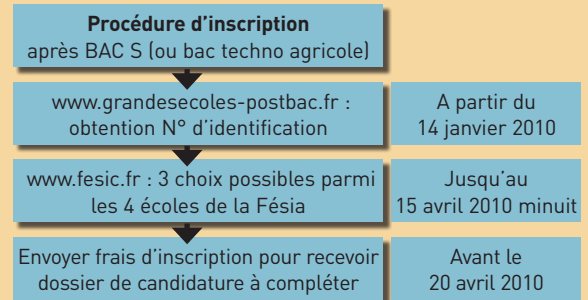 Procédure d'inscription
après BAC S (ou bac techno agricole)
www.grandesecoles-postbac.fr :
obtention N° d'identification
A partir du
14 janvier 2010
www.fesic.fr : 3 choix possibles parmi
les 4 écoles de la Fésia
Jusqu'au
15 avril 2010 minuit
Envoyer frais d'inscription pour recevoir
dossier de candidature à compléter
Avant le
20 avril 2010